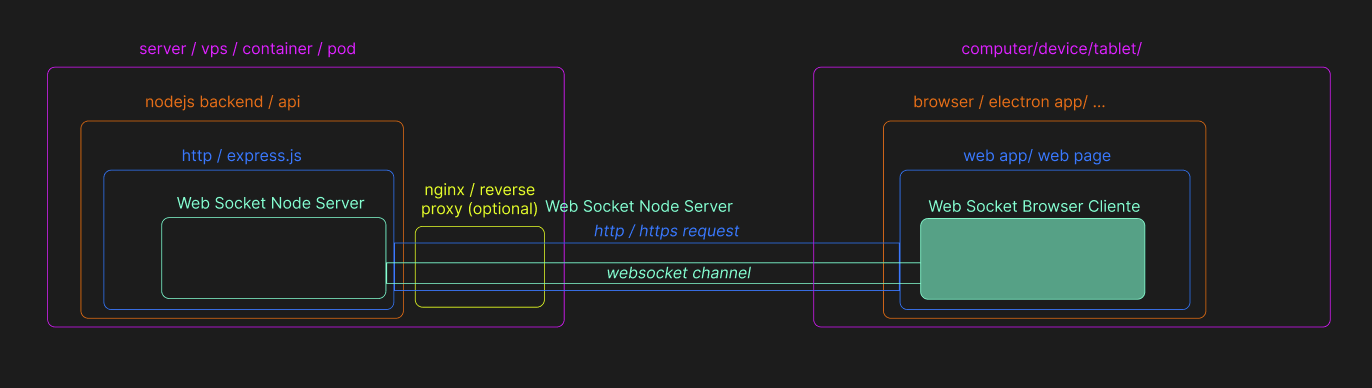 server / vps / container / pod
computer/device/tablet/
nodejs backend / api
browser / electron app/ ...
http / express.js
web app/ web page
Web Socket Node Server
nginx / reverse
proxy (optional)
Web Socket Node Server
Web Socket Browser Cliente
http / https request
websocket channel